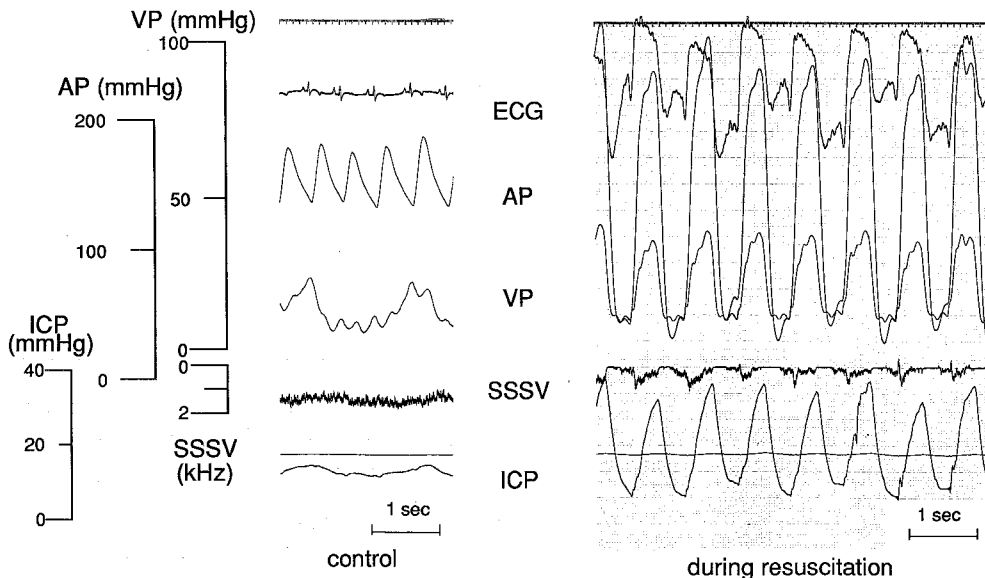 VP (mmHg)
100
AP (mmHg)
200
50
100
ICP
(mmHg)
0
40
0
0
2
20
SSSV
(kHz)
0
ECG
AP
VP
SSSV
ICP
1 sec
control
1 sec
during resuscitation